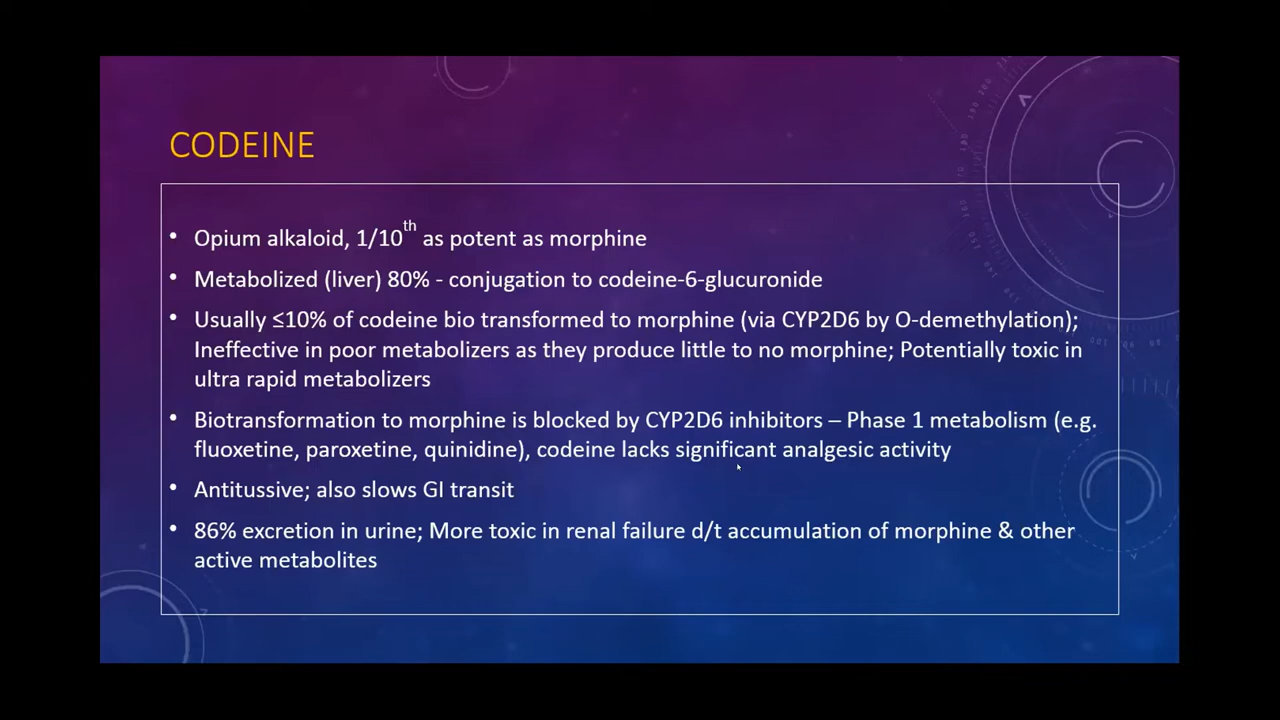 CODEINE
• Opium alkaloid, 1/10th as potent as morphine
• Metabolized (liver) 80% - conjugation to codeine-6-glucuronide
• Usually ≤10% of codeine bio transformed to morphine (via CYP2D6 by O-demethylation);
Ineffective in poor metabolizers as they produce little to no morphine; Potentially toxic in
ultra rapid metabolizers
• Biotransformation to morphine is blocked by CYP2D6 inhibitors – Phase 1 metabolism (e.g.
fluoxetine, paroxetine, quinidine), codeine lacks significant analgesic activity
• Antitussive; also slows GI transit
• 86% excretion in urine; More toxic in renal failure d/t accumulation of morphine & other
active metabolites